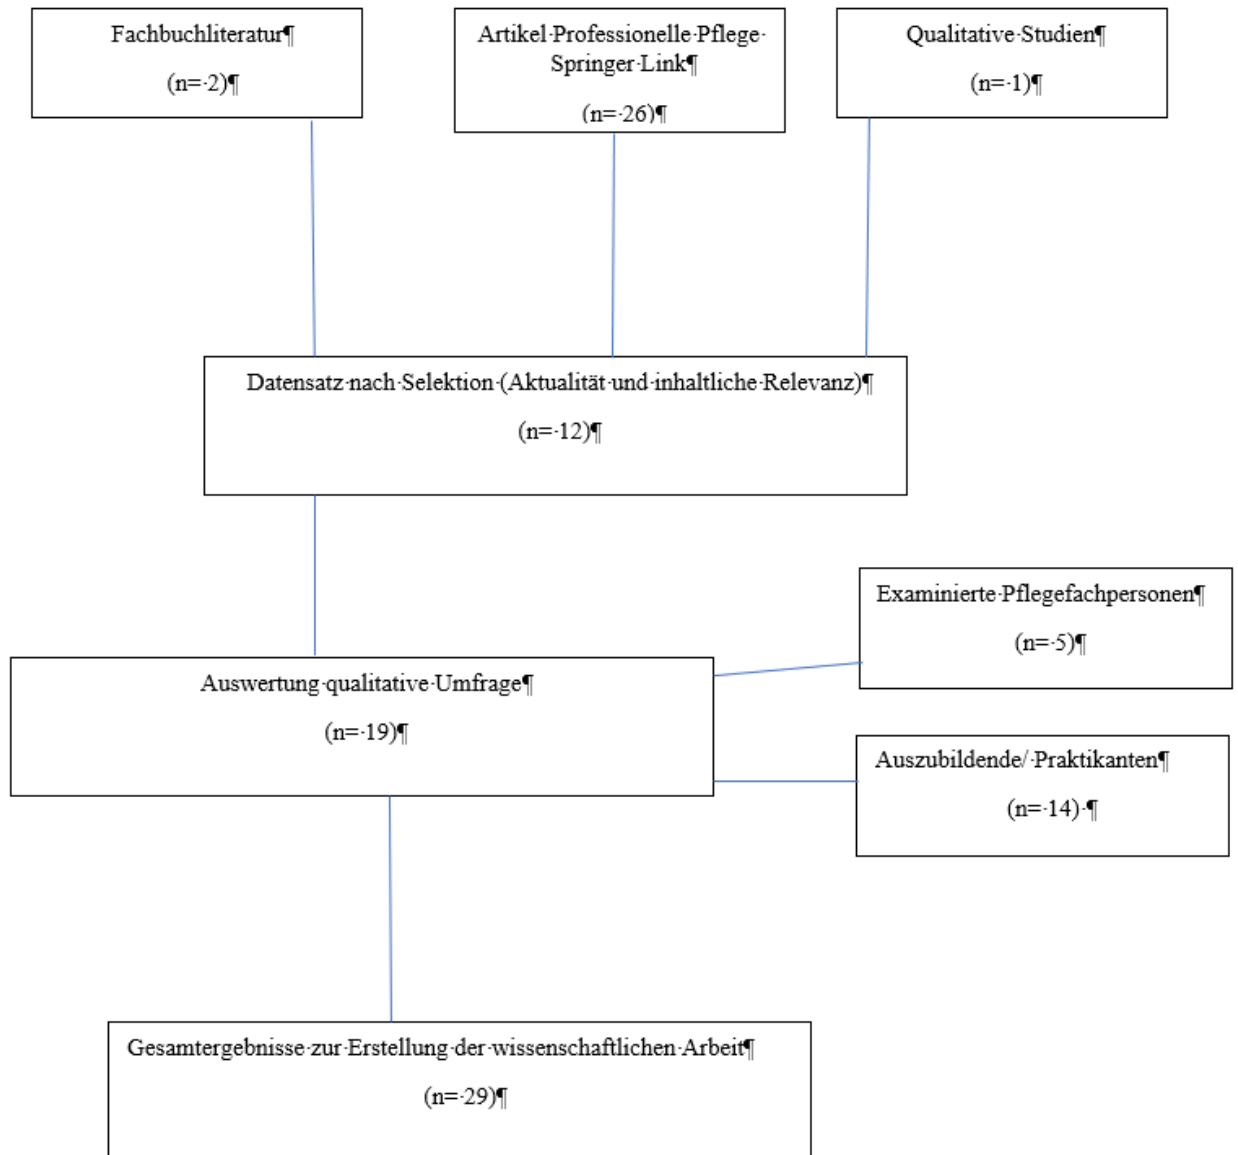 Fachbuchliteratur¶
(n=·2)¶
Artikel·Professionelle·Pflege·
Springer·Link¶
(n=·26)¶
Qualitative·Studien¶
(n=·1)¶
Datensatz·nach·Selektion·(Aktualität·und·inhaltliche·Relevanz)¶
(n=·12)¶
Examinierte·Pflegefachpersonen¶
(n=·5)¶
Auswertung·qualitative·Umfrage¶
(n=·19)¶
Auszubildende/·Praktikanten¶
(n=·14)·¶
Gesamtergebnisse·zur·Erstellung·der·wissenschaftlichen·Arbeit¶
(n=·29)¶